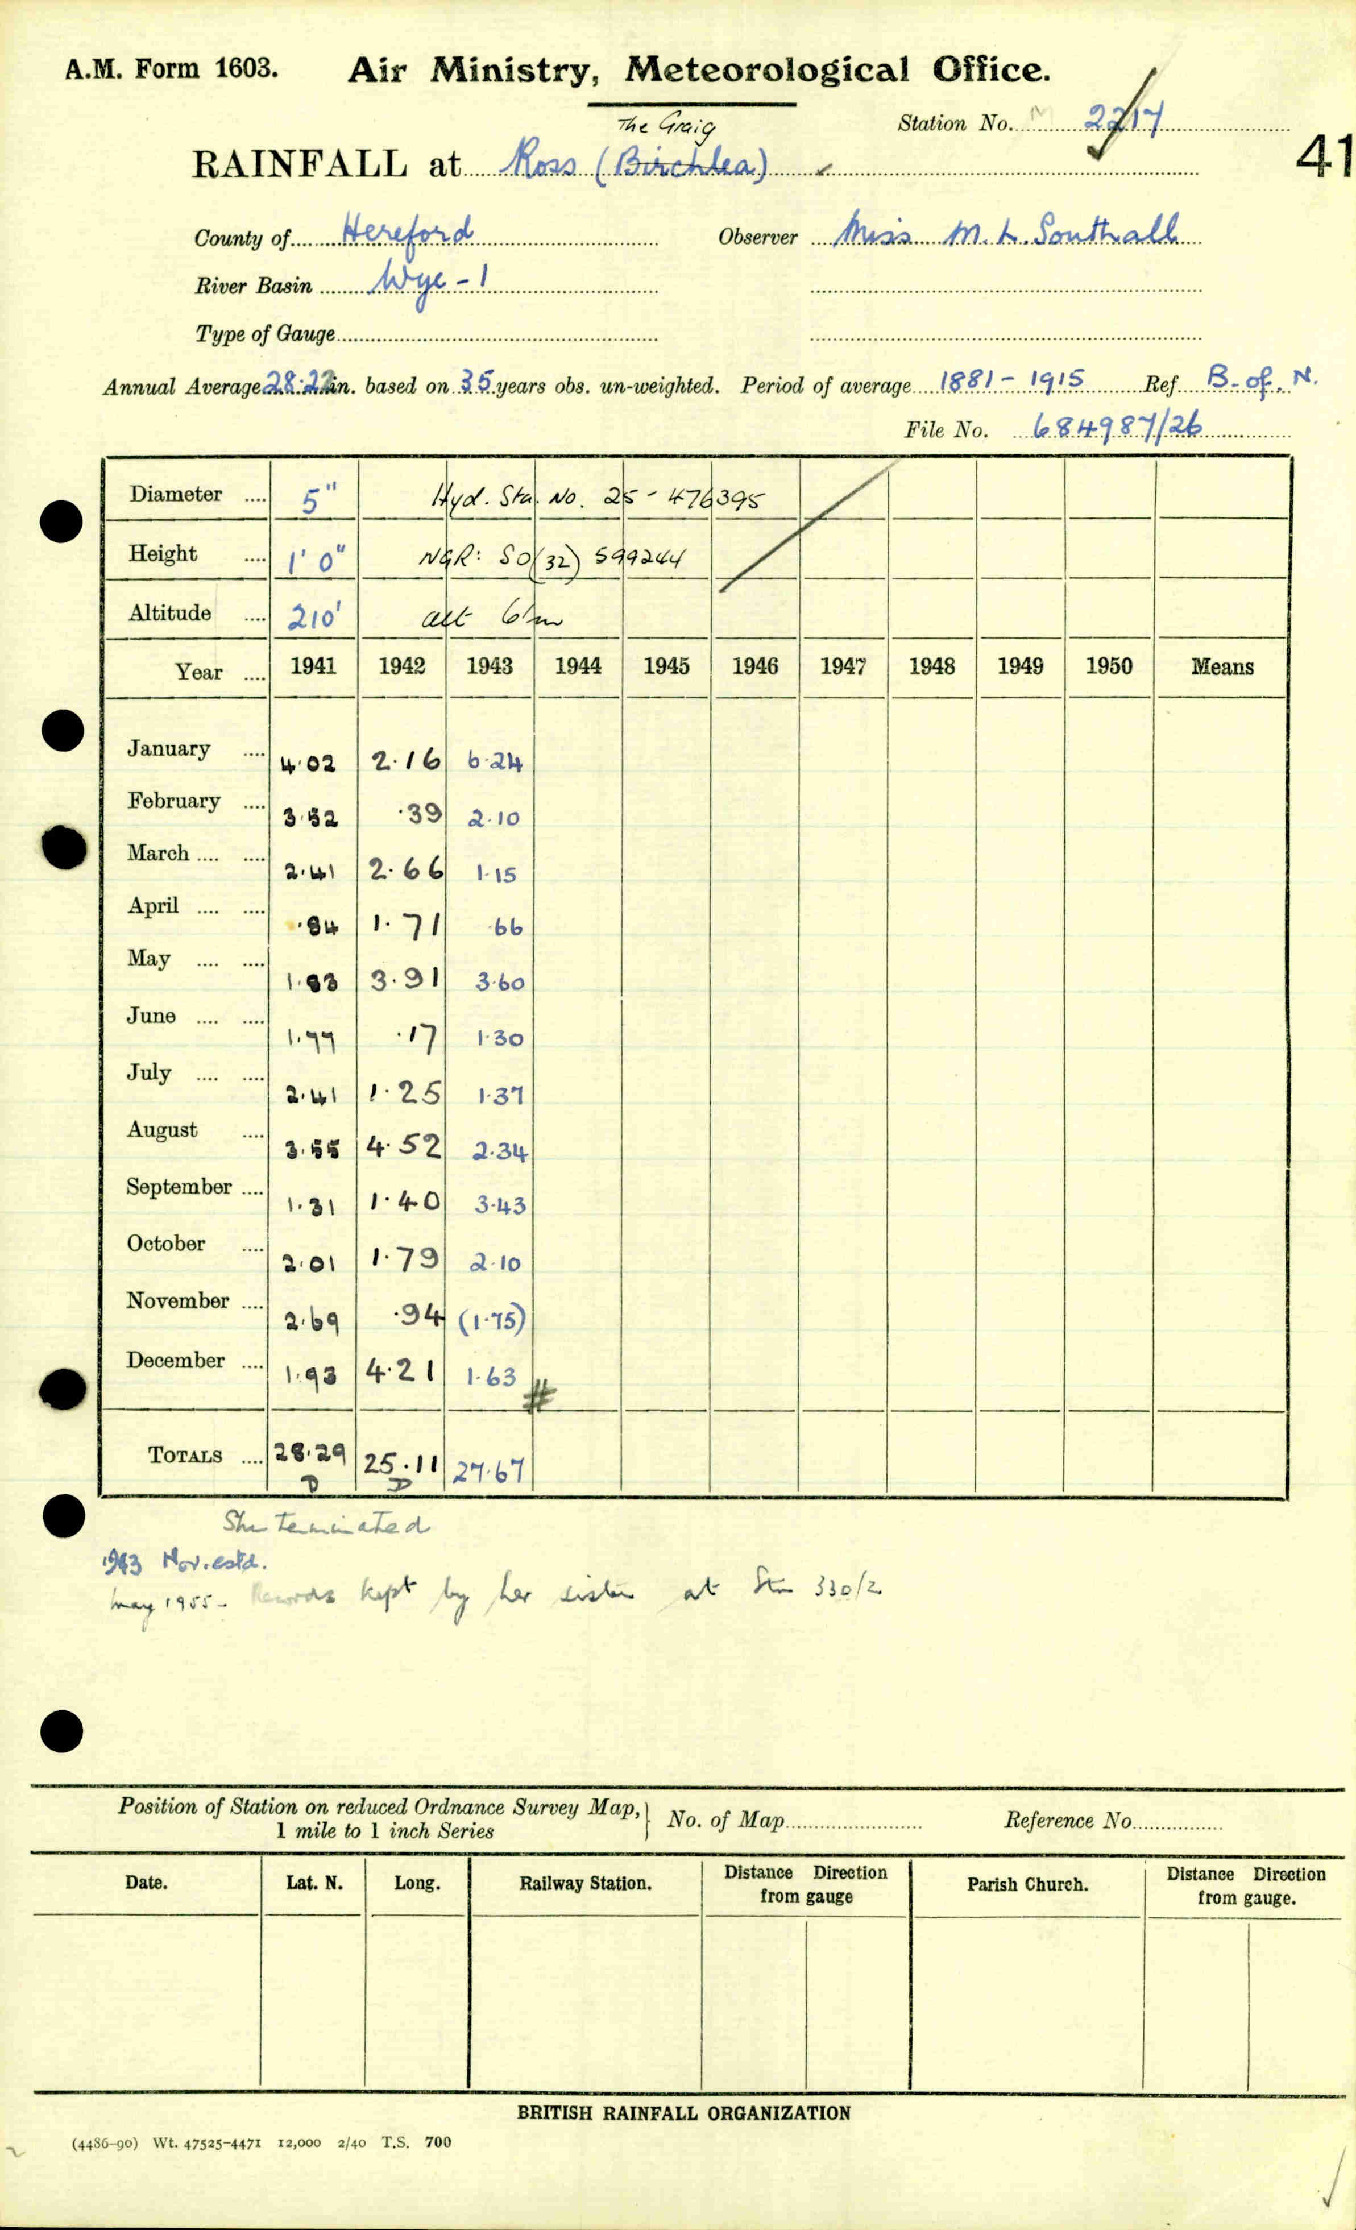 A.M. Form 1603. Air Ministry, Meteorological Office.
The Graig
Station No. M 2217
41
RAINFALL at Ross (Birchlea)
County of Hereford Observer Miss M. L. Southall
River Basin Wye - 1
Type of Gauge
Annual Average 28.22 in. based on 35 years obs. un-weighted. Period of average 1881 - 1915 Ref B. of. N.
File No. 684987/26
Diameter .... 5" Hyd. Sta. No. 25 - 476395
Height .... 1' 0" NGR: SO(32) 599244
Altitude .... 210' alt 61m
Year .... 1941 1942 1943 1944 1945 1946 1947 1948 1949 1950 Means
January .... 4.02 2.16 6.24
February .... 3.52 .39 2.10
March .... .... 2.41 2.66 1.15
April .... .... .84 1.71 .66
May .... .... 1.83 3.91 3.60
June .... .... 1.77 .17 1.30
July .... .... 2.41 1.25 1.37
August .... 3.55 4.52 2.34
September .... 1.31 1.40 3.43
October .... 2.01 1.79 2.10
November .... 2.69 .94 (1.75)
December .... 1.93 4.21 1.63 #
TOTALS .... 28.29 25.11 27.67
D D
Stn terminated
1943 Nov. estd.
May 1955 - Records kept by her sister at Stn 330/2
Position of Station on reduced Ordnance Survey Map, 1 mile to 1 inch Series } No. of Map Reference No.
Date. Lat. N. Long. Railway Station. Distance Direction from gauge Parish Church. Distance Direction from gauge.
BRITISH RAINFALL ORGANIZATION
(4486-90) Wt. 47525-4471 12,000 2/40 T.S. 700